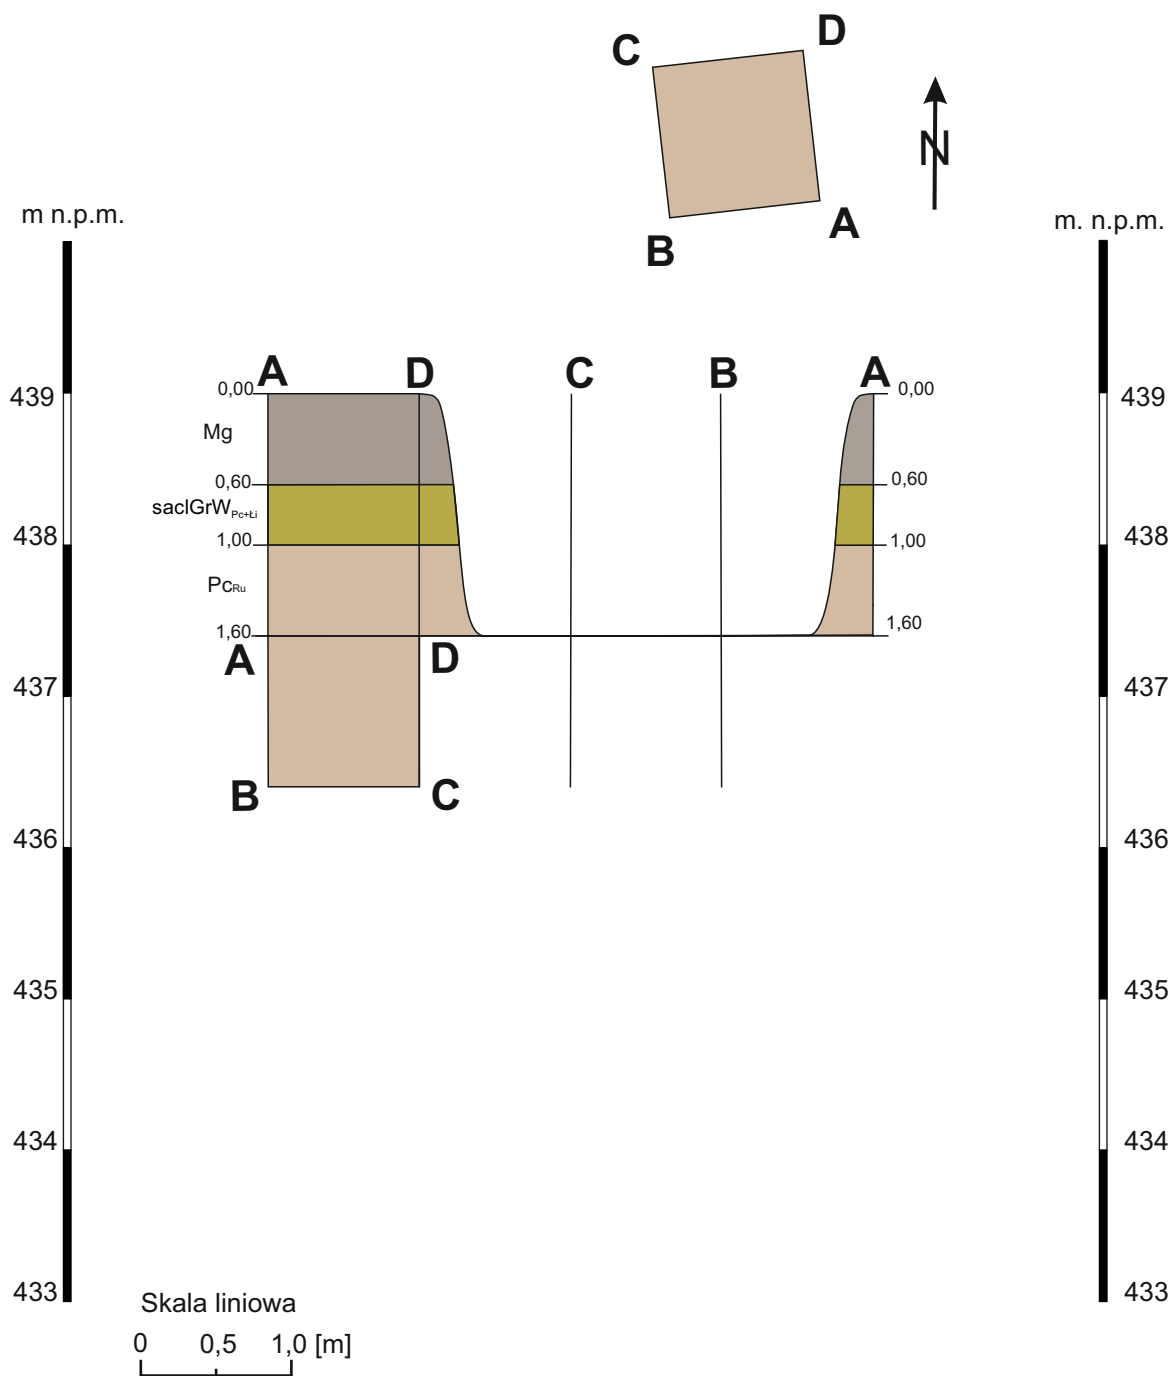 D
C
N
A
B
m n.p.m.
m. n.p.m.
A D C B A
0,00 0,00
439 439
Mg
0,60 0,60
saclGrW Pc+Łi
1,00 1,00
438 438
PcRu
1,60 1,60
A D
437 437
B C
436 436
435 435
434 434
433 433
Skala liniowa
0 0,5 1,0 [m]